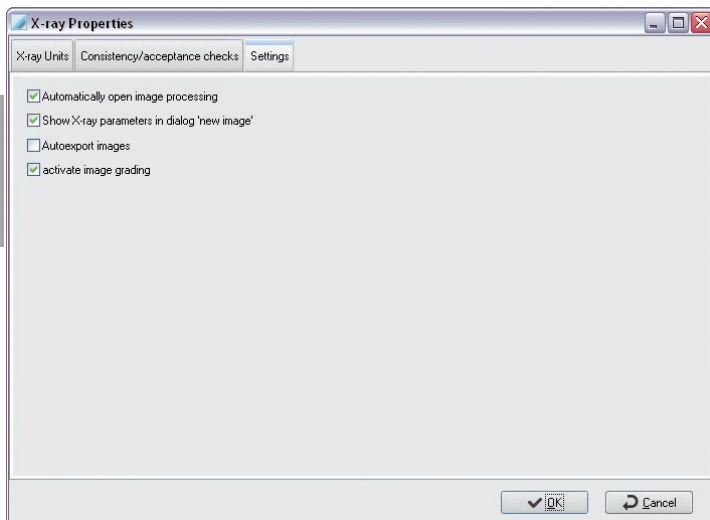 X-ray Properties
X-ray Units Consistency/acceptance checks Settings
Automatically open image processing
Show X-ray parameters in dialog 'new image'
Autoexport images
activate image grading
OK Cancel